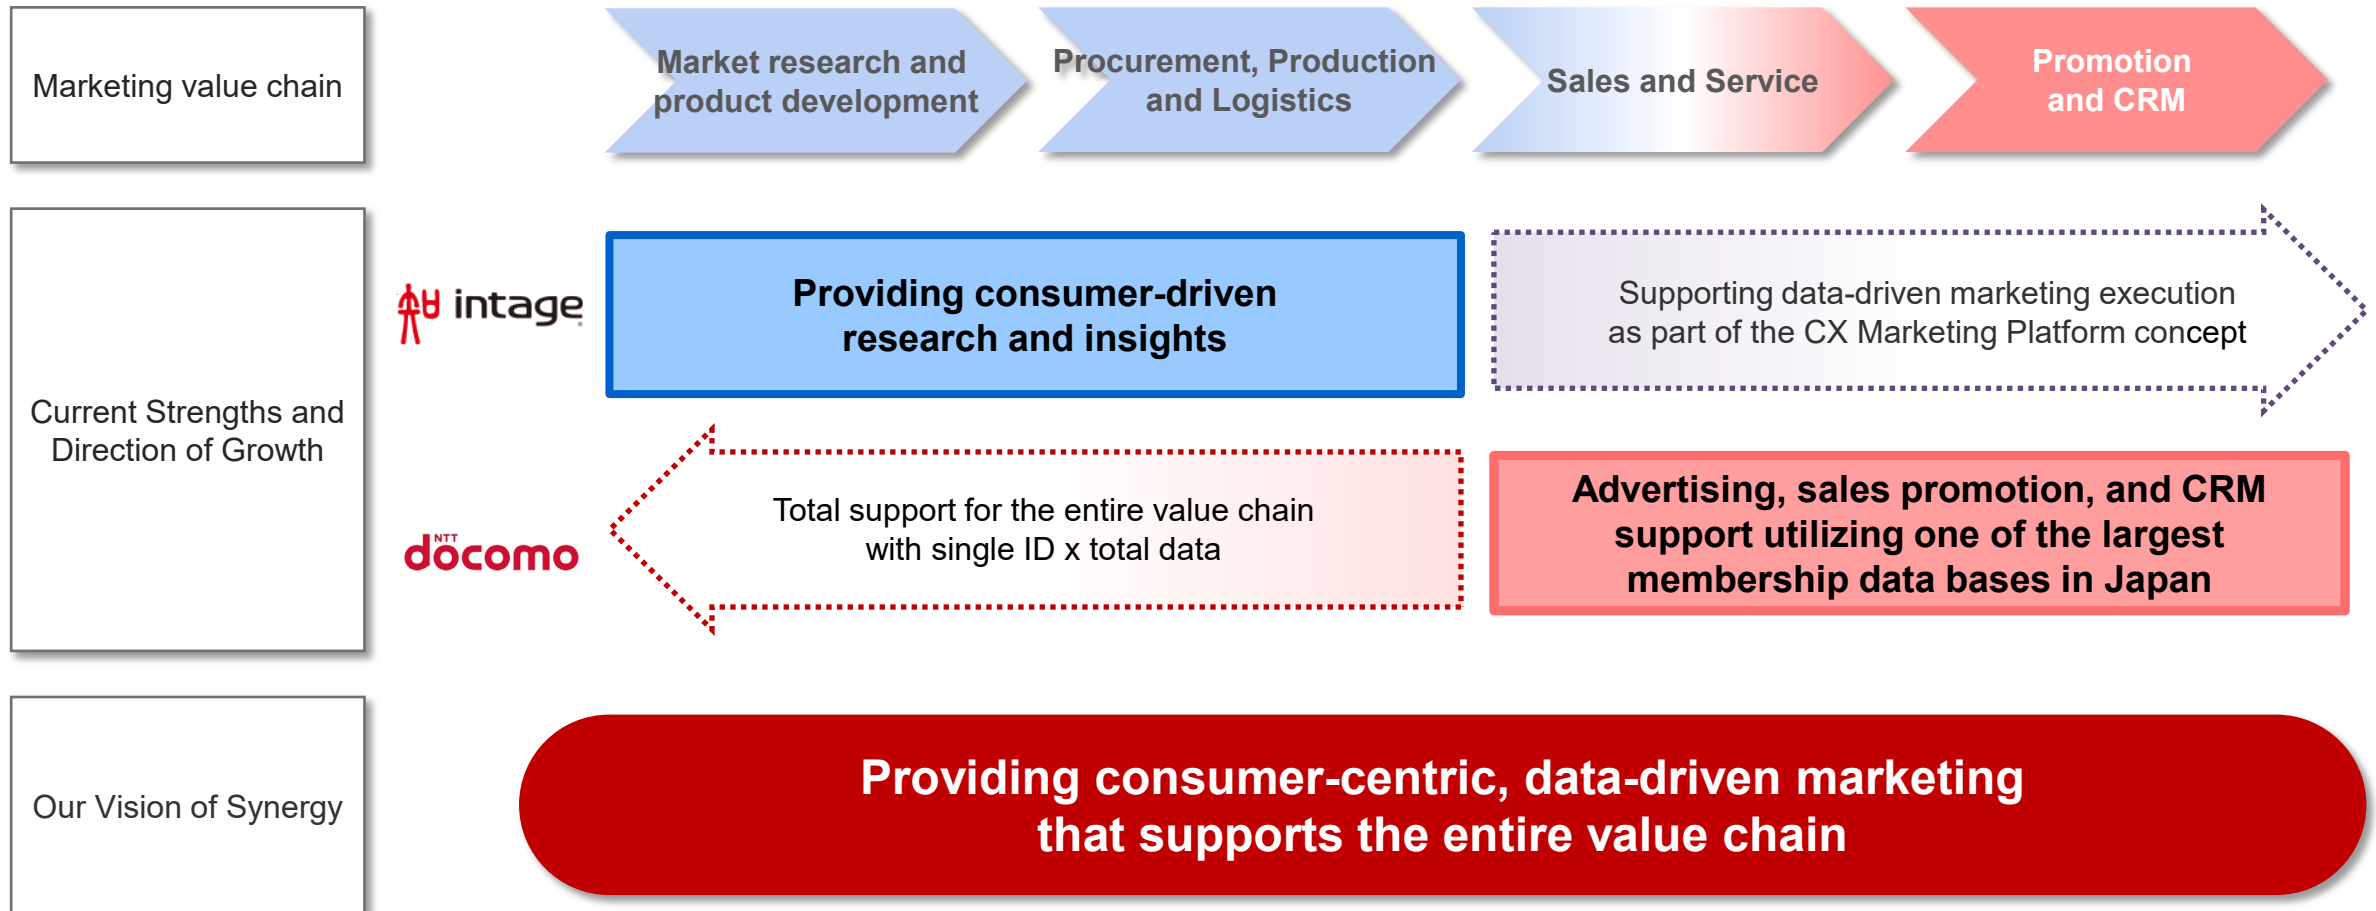 Marketing value chain
Market research and
product development
Procurement, Production
and Logistics
Sales and Service
Promotion
and CRM
Current Strengths and
Direction of Growth
intage
Providing consumer-driven
research and insights
Supporting data-driven marketing execution
as part of the CX Marketing Platform concept
NTT
docomo
Total support for the entire value chain
with single ID x total data
Advertising, sales promotion, and CRM
support utilizing one of the largest
membership data bases in Japan
Our Vision of Synergy
Providing consumer-centric, data-driven marketing
that supports the entire value chain